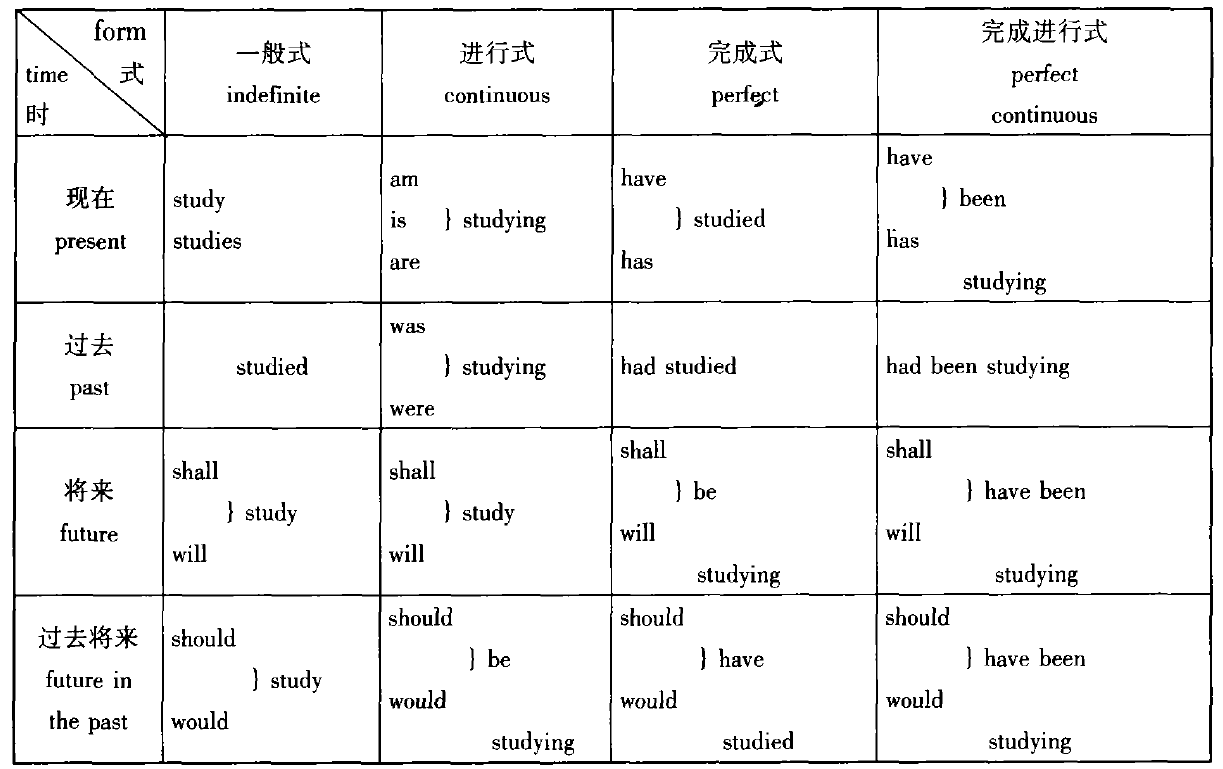 form
time 式
时
一般式
indefinite
进行式
continuous
完成式
perfect
完成进行式
perfect
continuous
现在
present
study
studies
am
is } studying
are
have
} studied
has
have
} been
has
studying
过去
past
studied
was
} studying
were
had studied
had been studying
将来
future
shall
} study
will
shall
} study
will
shall
} be
will
studying
shall
} have been
will
studying
过去将来
future in
the past
should
} study
would
should
} be
would
studying
should
} have
would
studied
should
} have been
would
studying